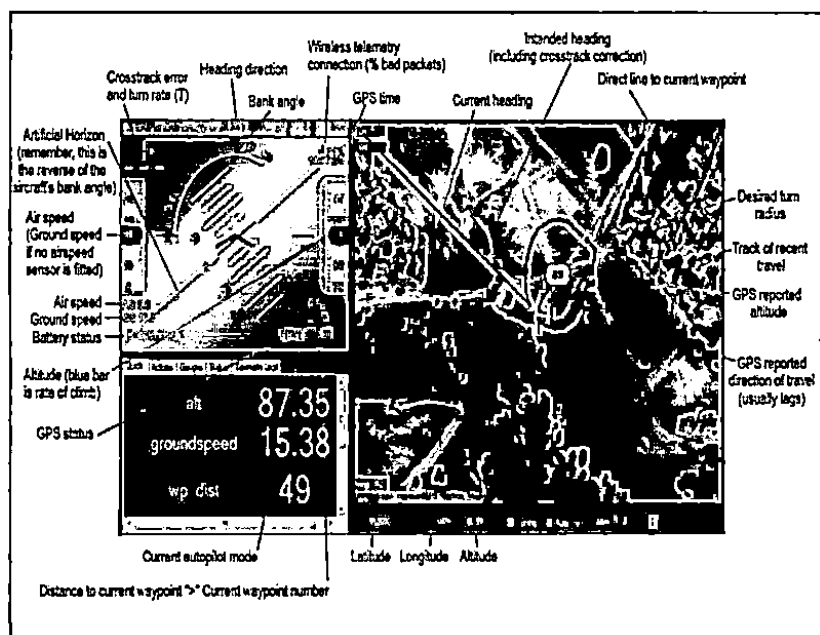 Wireless telemetry
connection (% bad packets)
Intended heading
(including crosstrack correction)
Crosstrack error
and turn rate (T)
Heading direction
Bank angle
GPS time
Current heading
Direct line to current waypoint
Artificial Horizon
(remember, this is
the reverse of the
aircraft's bank angle)
Air speed
(Ground speed
if no airspeed
sensor is fitted)
Air speed
Ground speed
Battery status
Altitude (blue bar
is rate of climb)
GPS status
Desired turn
radius
Track of recent
travel
GPS reported
altitude
GPS reported
direction of travel
(usually lags)
alt 87.35
groundspeed 15.38
wp_dist 49
Current autopilot mode
Latitude Longitude Altitude
Distance to current waypoint ">" Current waypoint number